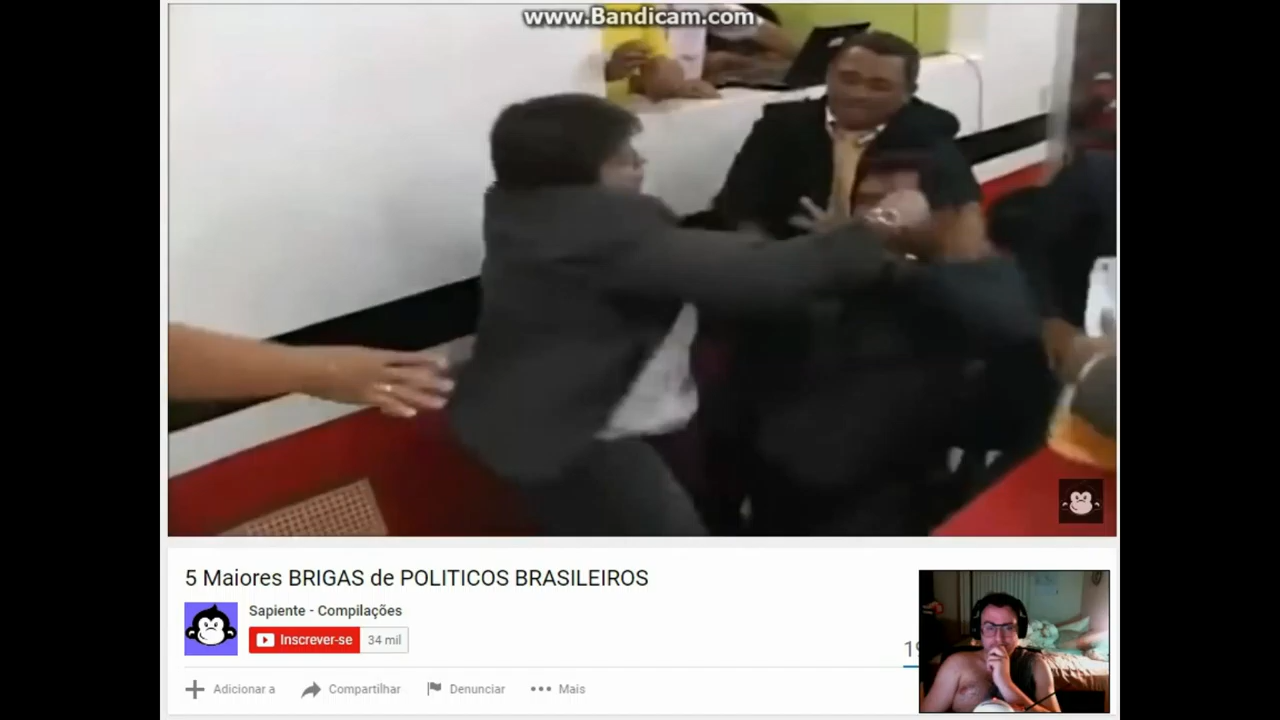 www.Bandicam.com
5 Maiores BRIGAS de POLITICOS BRASILEIROS
Sapiente - Compilações
Inscrever-se 34 mil
Adicionar a Compartilhar Denunciar Mais